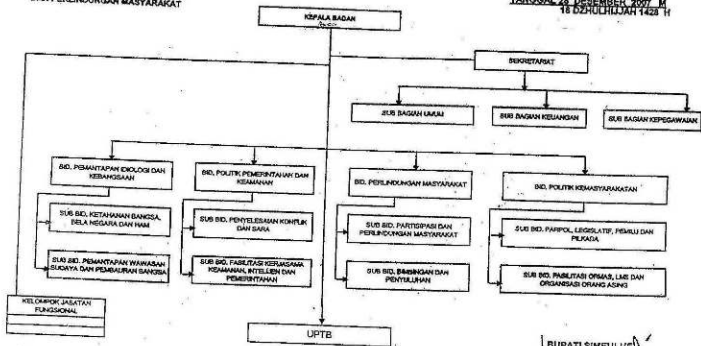 PERLINDUNGAN MASYARAKAT
TANGGAL 28 DESEMBER 2007 M
18 DZHULHIJJAH 1428 H
KEPALA BADAN
SEKRETARIAT
SUB BAGIAN UMUM
SUB BAGIAN KEUANGAN
SUB BAGIAN KEPEGAWAIAN
BID. PEMANTAPAN IDIOLOGI DAN
KEBANGSAAN
BID. POLITIK PEMERINTAHAN DAN
KEAMANAN
BID. PERLINDUNGAN MASYARAKAT
BID. POLITIK KEMASYARAKATAN
SUB BID. KETAHANAN BANGSA,
BELA NEGARA DAN HAM
SUB BID. PENYELESAIAN KONFLIK
DAN SARA
SUB BID. PARTISIPASI DAN
PERLINDUNGAN MASYARAKAT
SUB BID. PARPOL, LEGISLATIF, PEMILU DAN
PILKADA
SUB BID. PEMANTAPAN WAWASAN
BUDAYA DAN PEMBAURAN BANGSA
SUB BID. FASILITASI KERJASAMA
KEAMANAN, INTELIJEN DAN
PEMERINTAHAN
SUB BID. BIMBINGAN DAN
PENYULUHAN
SUB BID. FASILITASI ORMAS, LMS DAN
ORGANISASI ORANG ASING
KELOMPOK JABATAN
FUNGSIONAL
UPTB
BUPATI SIMEULUE